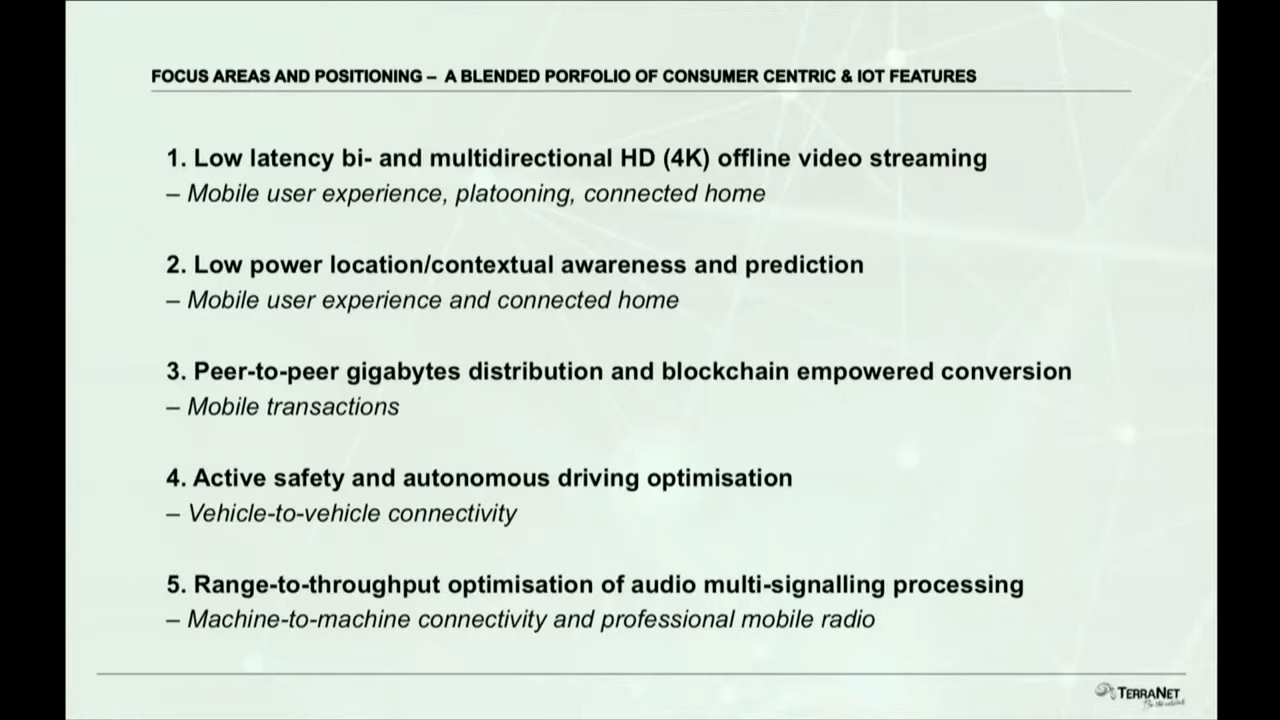 FOCUS AREAS AND POSITIONING – A BLENDED PORFOLIO OF CONSUMER CENTRIC & IOT FEATURES
1. Low latency bi- and multidirectional HD (4K) offline video streaming
– Mobile user experience, platooning, connected home
2. Low power location/contextual awareness and prediction
– Mobile user experience and connected home
3. Peer-to-peer gigabytes distribution and blockchain empowered conversion
– Mobile transactions
4. Active safety and autonomous driving optimisation
– Vehicle-to-vehicle connectivity
5. Range-to-throughput optimisation of audio multi-signalling processing
– Machine-to-machine connectivity and professional mobile radio
TERRANET